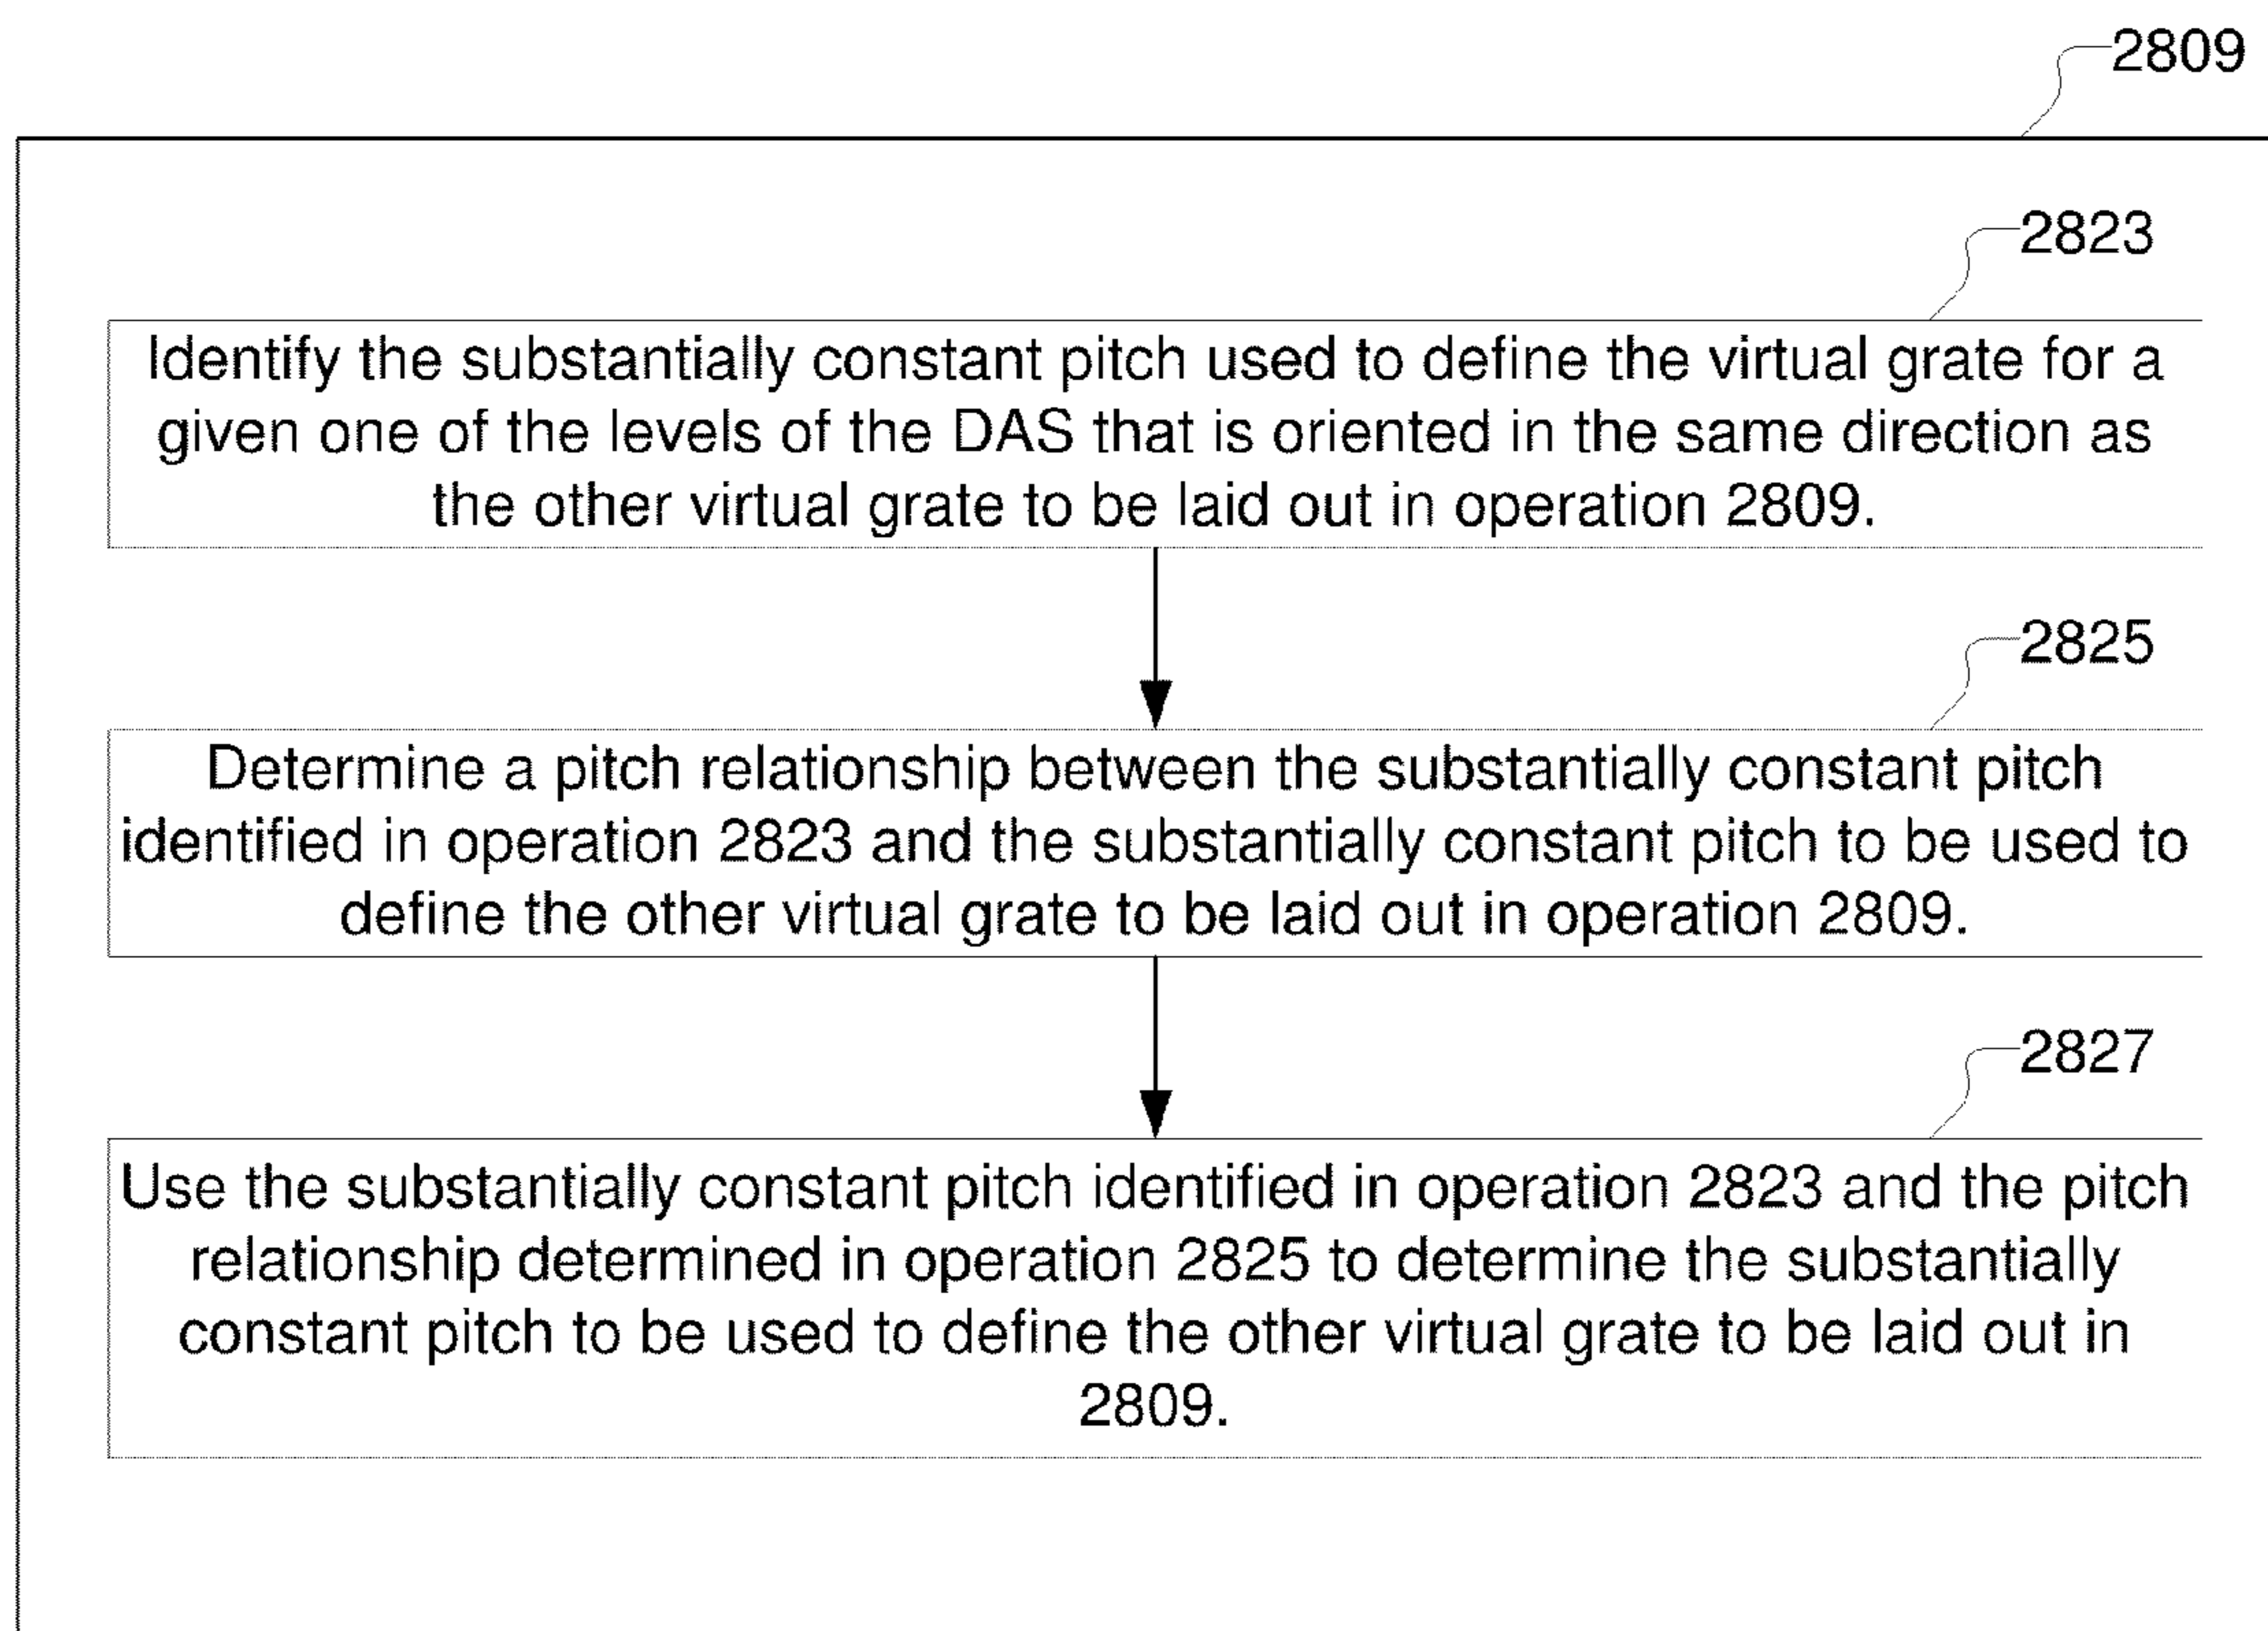 2809
2823
Identify the substantially constant pitch used to define the virtual grate for a
given one of the levels of the DAS that is oriented in the same direction as
the other virtual grate to be laid out in operation 2809.
2825
Determine a pitch relationship between the substantially constant pitch
identified in operation 2823 and the substantially constant pitch to be used to
define the other virtual grate to be laid out in operation 2809.
2827
Use the substantially constant pitch identified in operation 2823 and the pitch
relationship determined in operation 2825 to determine the substantially
constant pitch to be used to define the other virtual grate to be laid out in
2809.